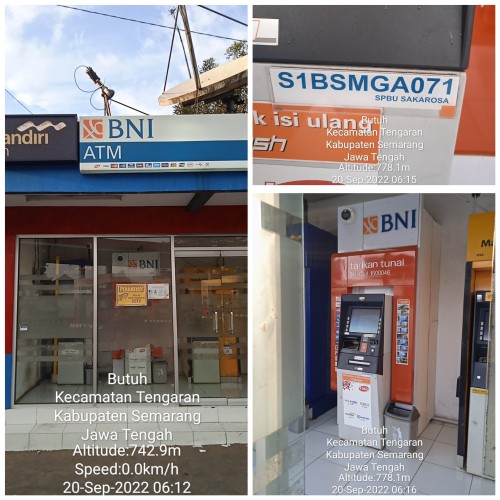 andiri
BNI
ATM
BNI
Butuh
Kecamatan Tengaran
Kabupaten Semarang
Jawa Tengah
Altitude:742.9m
Speed:0.0km/h
20-Sep-2022 06:12
S1BSMGA071
SPBU SAKAROSA
k isi ulang
sh
Butuh
Kecamatan Tengaran
Kabupaten Semarang
Jawa Tengah
Altitude:778.1m
20-Sep-2022 06:15
BNI
tarikan tunai
Butuh
Kecamatan Tengaran
Kabupaten Semarang
Jawa Tengah
Altitude:778.1m
20-Sep-2022 06:16